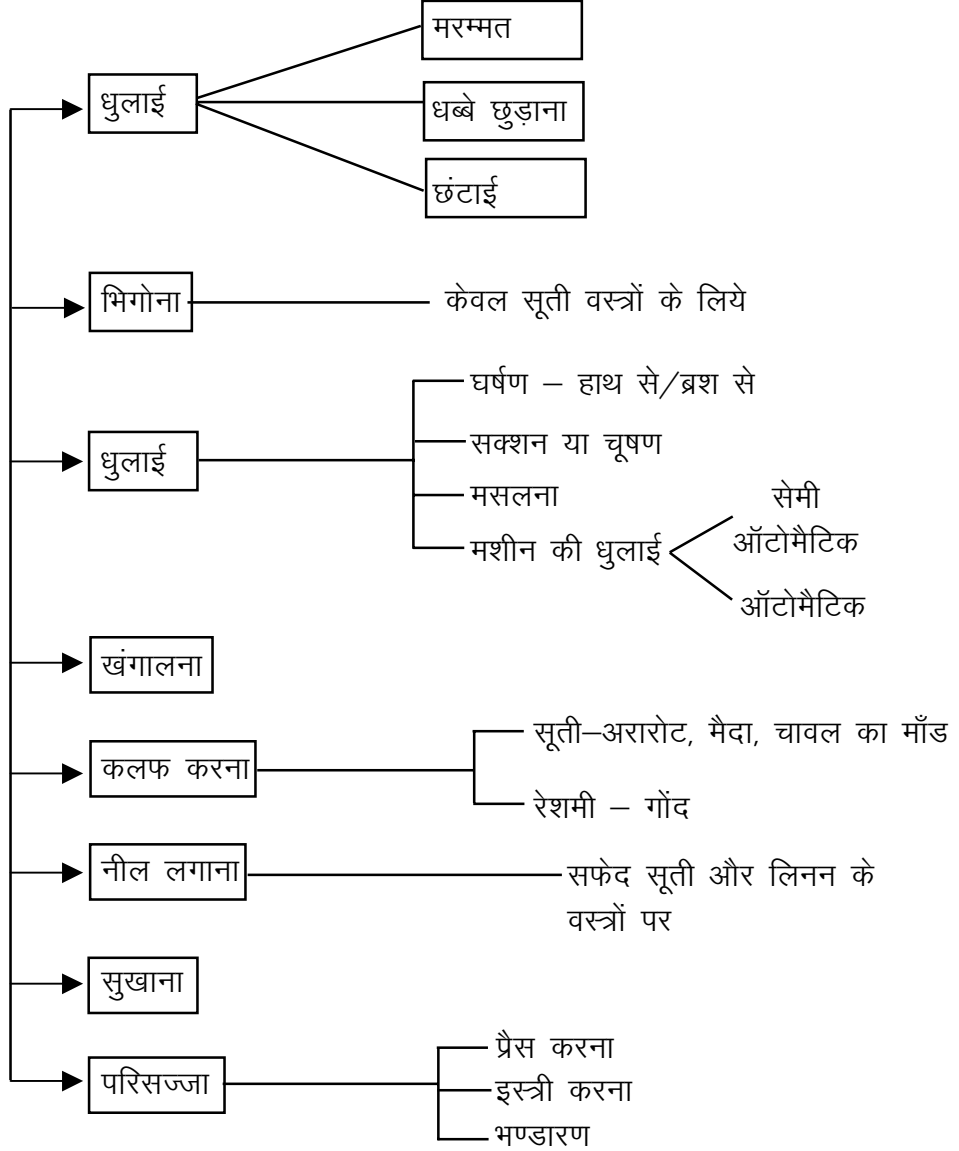 मरम्मत
धुलाई
धब्बे छुड़ाना
छंटाई
भिगोना
केवल सूती वस्त्रों के लिये
धुलाई
घर्षण – हाथ से/ब्रश से
सक्शन या चूषण
मसलना
मशीन की धुलाई
सेमी
ऑटोमैटिक
ऑटोमैटिक
खंगालना
कलफ करना
सूती–अरारोट, मैदा, चावल का माँड
रेशमी – गोंद
नील लगाना
सफेद सूती और लिनन के
वस्त्रों पर
सुखाना
परिसज्जा
प्रैस करना
इस्त्री करना
भण्डारण